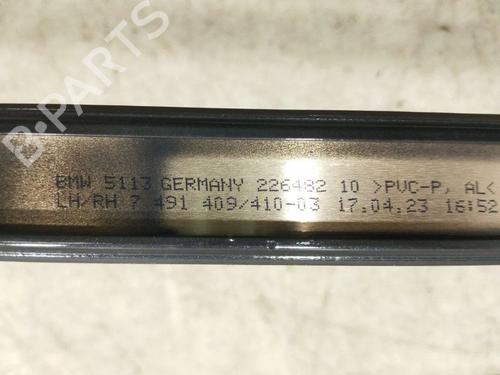 B-PARTS
BMW 5113 GERMANY 226482 10 >PVC-P, AL<
LH/RH 7 491 409/410-03 17.04.23 16:52